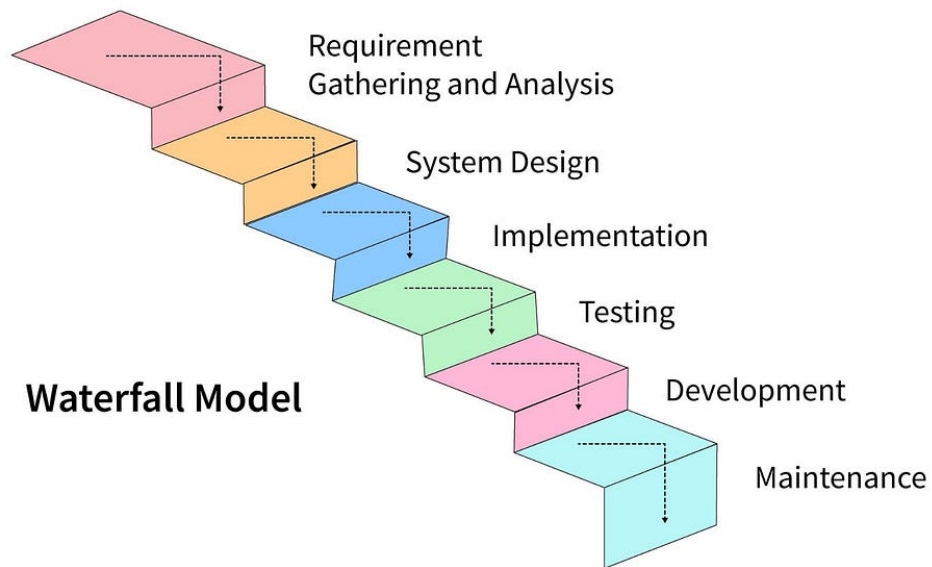 Requirement
Gathering and Analysis
System Design
Implementation
Testing
Development
Maintenance
Waterfall Model